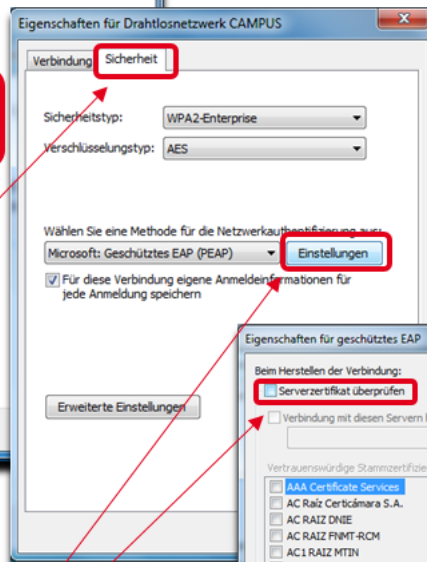 Eigenschaften für Drahtlosnetzwerk CAMPUS
Verbindung Sicherheit
Sicherheitstyp: WPA2-Enterprise
Verschlüsselungstyp: AES
Wählen Sie eine Methode für die Netzwerkauthentifizierung aus:
Microsoft: Geschütztes EAP (PEAP) Einstellungen
Für diese Verbindung eigene Anmeldeinformationen für
jede Anmeldung speichern
Erweiterte Einstellungen
Eigenschaften für geschütztes EAP
Beim Herstellen der Verbindung:
Serverzertifikat überprüfen
Verbindung mit diesen Servern
Vertrauenswürdige Stammzertifizie
AAA Certificate Services
AC Raíz Certicámara S.A.
AC RAIZ DNIE
AC RAIZ FNMT-RCM
AC1 RAIZ MTIN